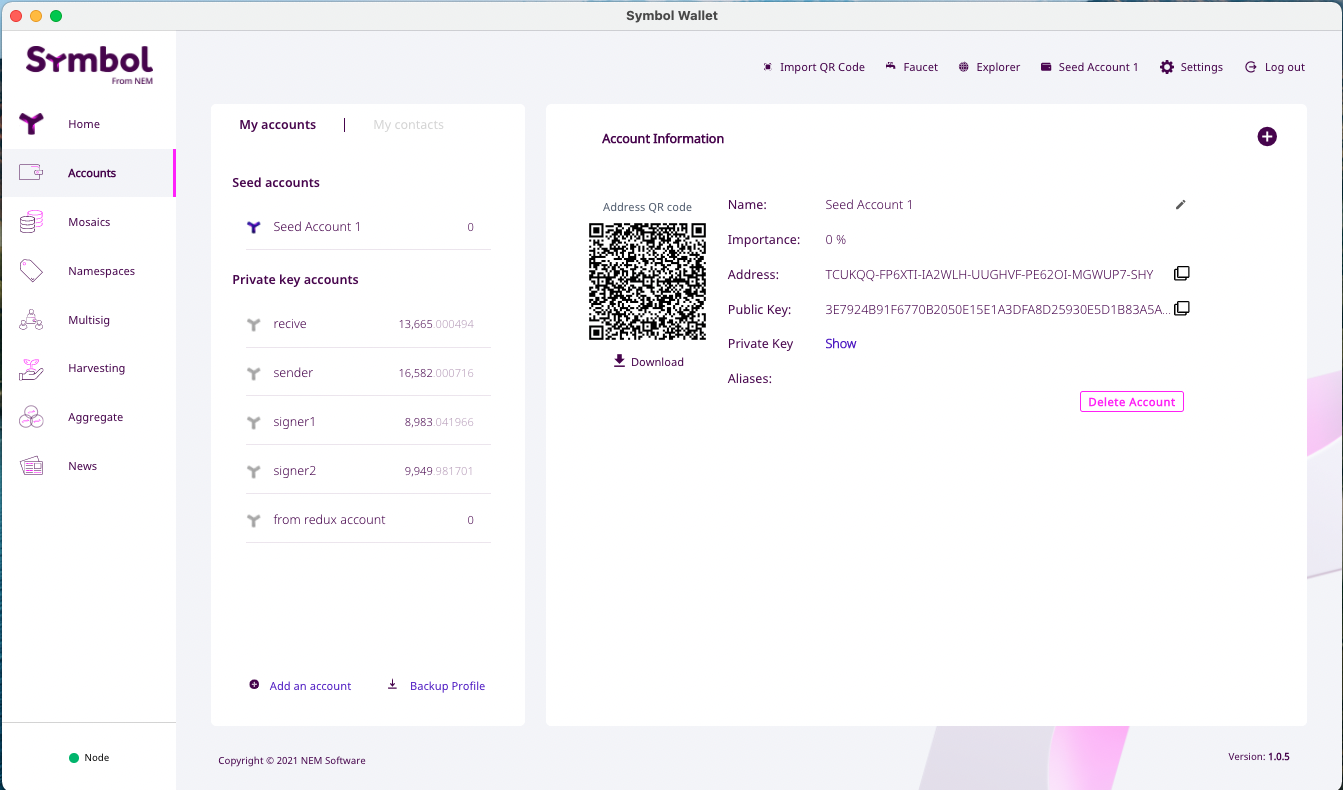 Symbol Wallet
Symbol
From NEM
Import QR Code
Faucet
Explorer
Seed Account 1
Settings
Log out
Home
Accounts
Mosaics
Namespaces
Multisig
Harvesting
Aggregate
News
Node
My accounts
My contacts
Seed accounts
Seed Account 1 0
Private key accounts
recive 13,665.000494
sender 16,582.000716
signer1 8,983.041966
signer2 9,949.981701
from redux account 0
Add an account
Backup Profile
Account Information
Address QR code
Download
Name: Seed Account 1
Importance: 0 %
Address: TCUKQQ-FP6XTI-IA2WLH-UUGHVF-PE62OI-MGWUP7-SHY
Public Key: 3E7924B91F6770B2050E15E1A3DFA8D25930E5D1B83A5A...
Private Key Show
Aliases:
Delete Account
Copyright © 2021 NEM Software
Version: 1.0.5